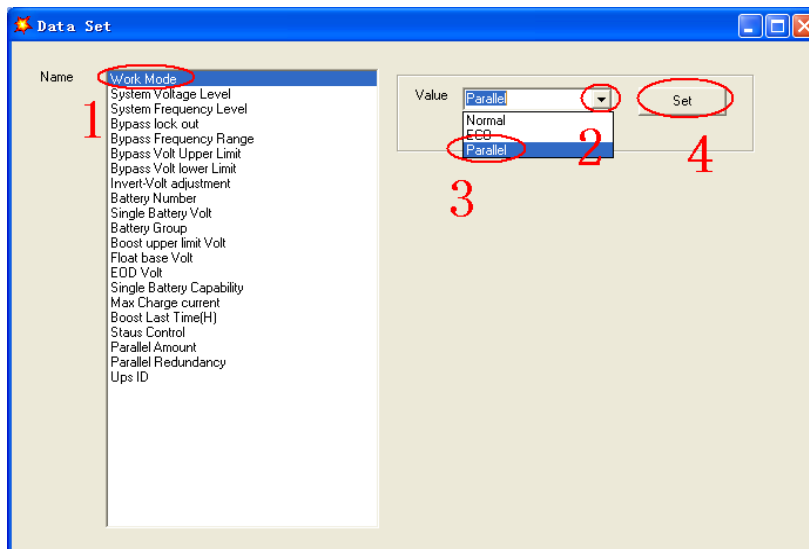 Data Set
Name
Work Mode
System Voltage Level
System Frequency Level
Bypass lock out
Bypass Frequency Range
Bypass Volt Upper Limit
Bypass Volt lower Limit
Invert-Volt adjustment
Battery Number
Single Battery Volt
Battery Group
Boost upper limit Volt
Float base Volt
EOD Volt
Single Battery Capability
Max Charge current
Boost Last Time(H)
Staus Control
Parallel Amount
Parallel Redundancy
Ups ID
1
Value
Parallel
Set
Normal
ECO
Parallel
2
3
4